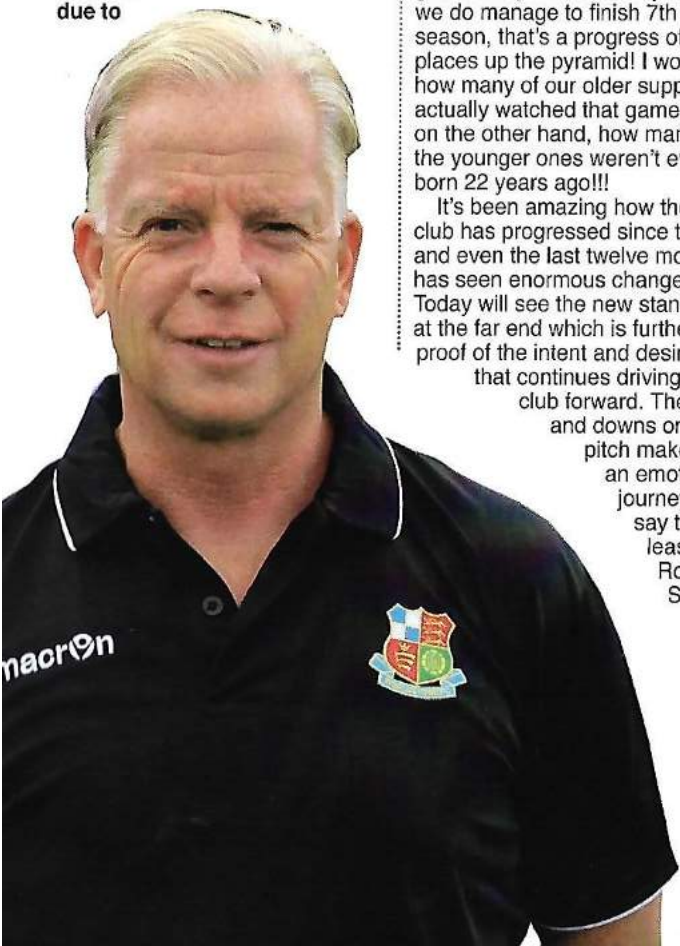 due to
we do manage to finish 7th
season, that's a progress of
places up the pyramid! I wo
how many of our older supp
actually watched that game
on the other hand, how mar
the younger ones weren't e
born 22 years ago!!!
It's been amazing how the
club has progressed since t
and even the last twelve mo
has seen enormous change
Today will see the new stan
at the far end which is furthe
proof of the intent and desir
that continues driving
club forward. The
and downs or
pitch make
an emot
journe
say t
leas
Ro
S
macron